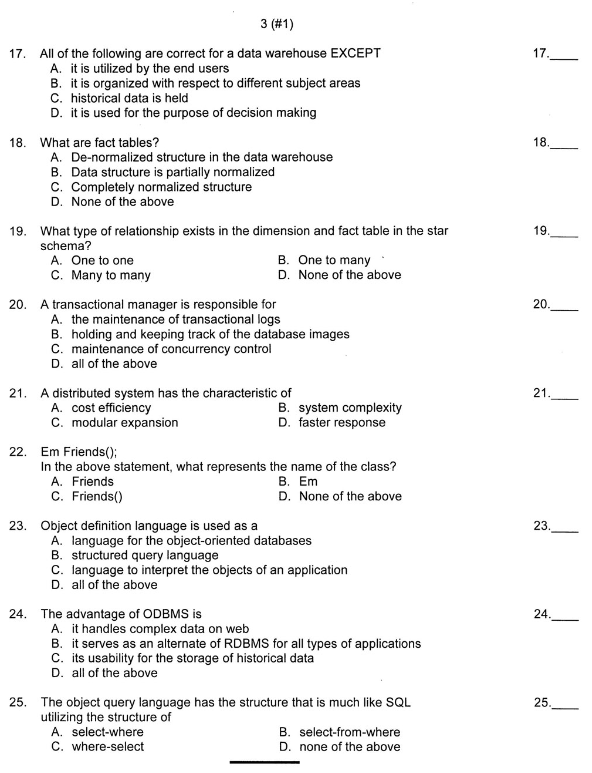 3 (#1)
17. All of the following are correct for a data warehouse EXCEPT 17.____
A. it is utilized by the end users
B. it is organized with respect to different subject areas
C. historical data is held
D. it is used for the purpose of decision making
18. What are fact tables? 18.____
A. De-normalized structure in the data warehouse
B. Data structure is partially normalized
C. Completely normalized structure
D. None of the above
19. What type of relationship exists in the dimension and fact table in the star 19.____
schema?
A. One to one B. One to many
C. Many to many D. None of the above
20. A transactional manager is responsible for 20.____
A. the maintenance of transactional logs
B. holding and keeping track of the database images
C. maintenance of concurrency control
D. all of the above
21. A distributed system has the characteristic of 21.____
A. cost efficiency B. system complexity
C. modular expansion D. faster response
22. Em Friends();
In the above statement, what represents the name of the class?
A. Friends B. Em
C. Friends() D. None of the above
23. Object definition language is used as a 23.____
A. language for the object-oriented databases
B. structured query language
C. language to interpret the objects of an application
D. all of the above
24. The advantage of ODBMS is 24.____
A. it handles complex data on web
B. it serves as an alternate of RDBMS for all types of applications
C. its usability for the storage of historical data
D. all of the above
25. The object query language has the structure that is much like SQL 25.____
utilizing the structure of
A. select-where B. select-from-where
C. where-select D. none of the above